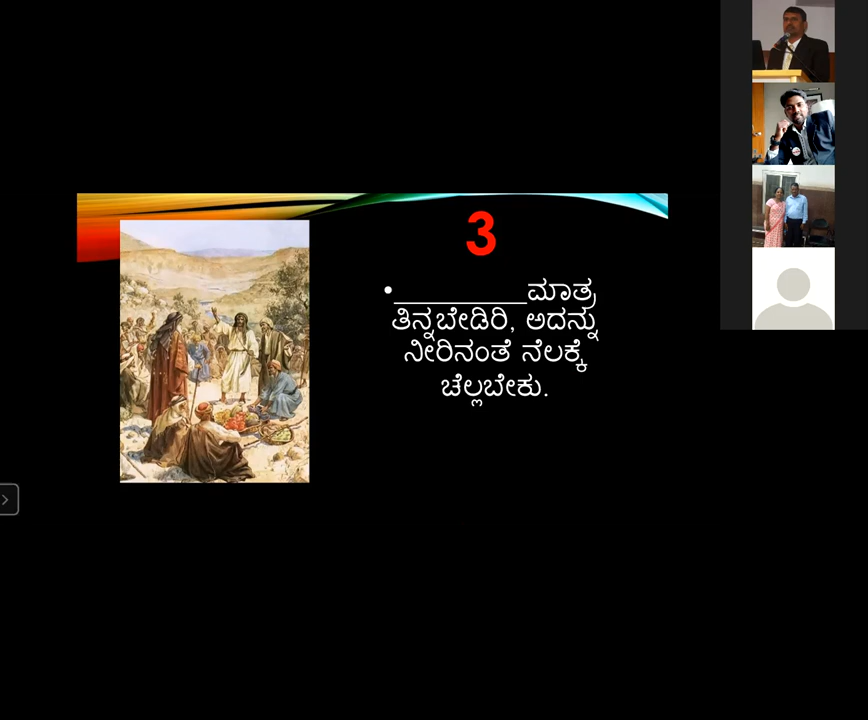 3
• __________ಮಾತ್ರ
ತಿನ್ನಬೇಡಿರಿ, ಅದನ್ನು
ನೀರಿನಂತೆ ನೆಲಕ್ಕೆ
ಚೆಲ್ಲಬೇಕು.